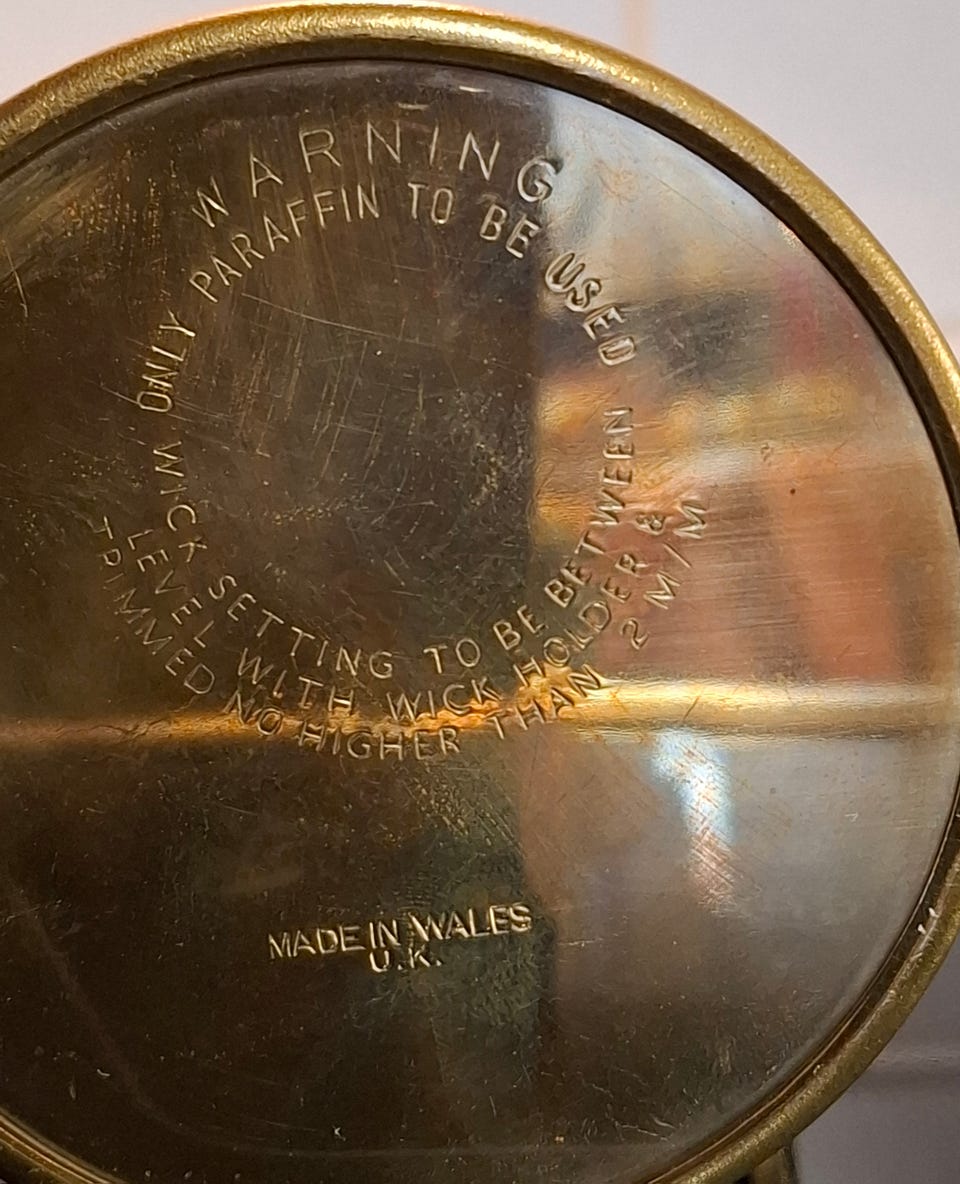 WARNING
ONLY PARAFFIN TO BE USED
WICK SETTING TO BE BETWEEN
LEVEL WITH WICK HOLDER &
TRIMMED NO HIGHER THAN 2 M/M
MADE IN WALES
U.K.